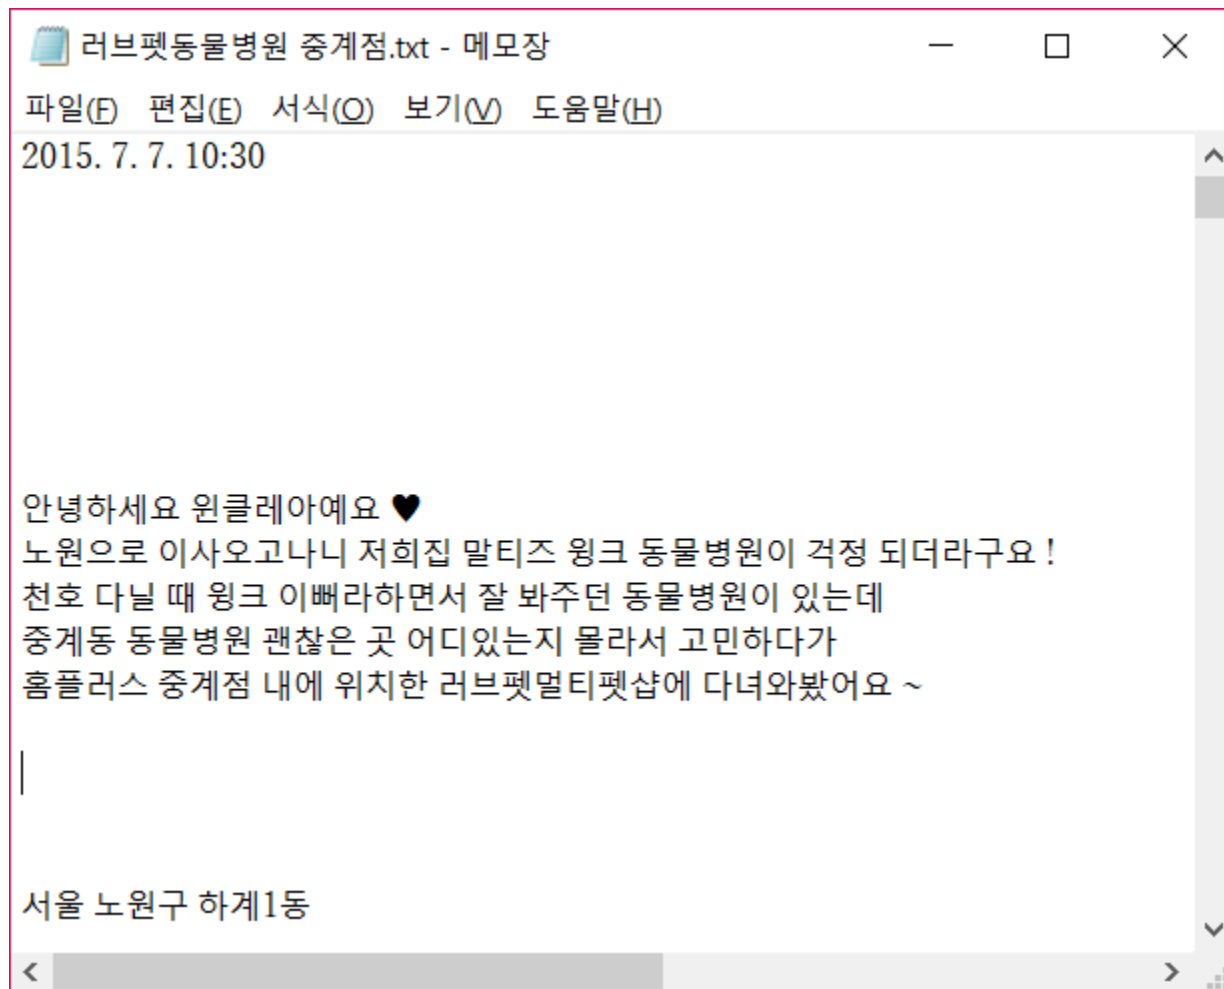 러브펫동물병원 중계점.txt - 메모장
파일(F) 편집(E) 서식(O) 보기(V) 도움말(H)
2015. 7. 7. 10:30
안녕하세요 윈클레아예요 ♥
노원으로 이사오고나니 저희집 말티즈 윙크 동물병원이 걱정 되더라구요 !
천호 다닐 때 윙크 이뻐라하면서 잘 봐주던 동물병원이 있는데
중계동 동물병원 괜찮은 곳 어디있는지 몰라서 고민하다가
홈플러스 중계점 내에 위치한 러브펫멀티펫샵에 다녀와봤어요 ~
서울 노원구 하계1동